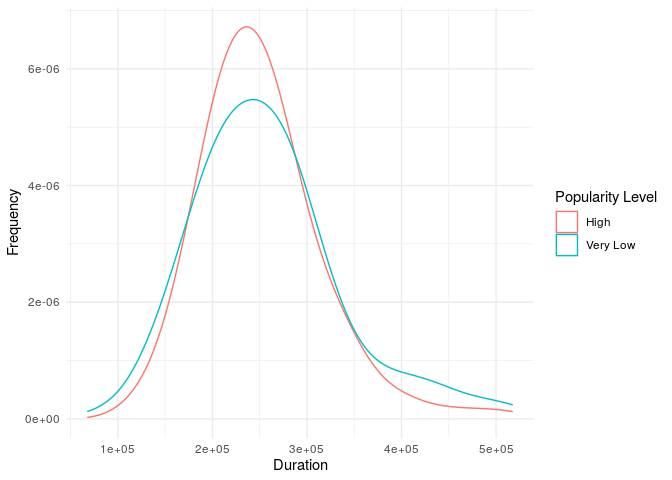 6e-06
4e-06
2e-06
0e+00
Frequency
1e+05 2e+05 3e+05 4e+05 5e+05
Duration
Popularity Level
High
Very Low